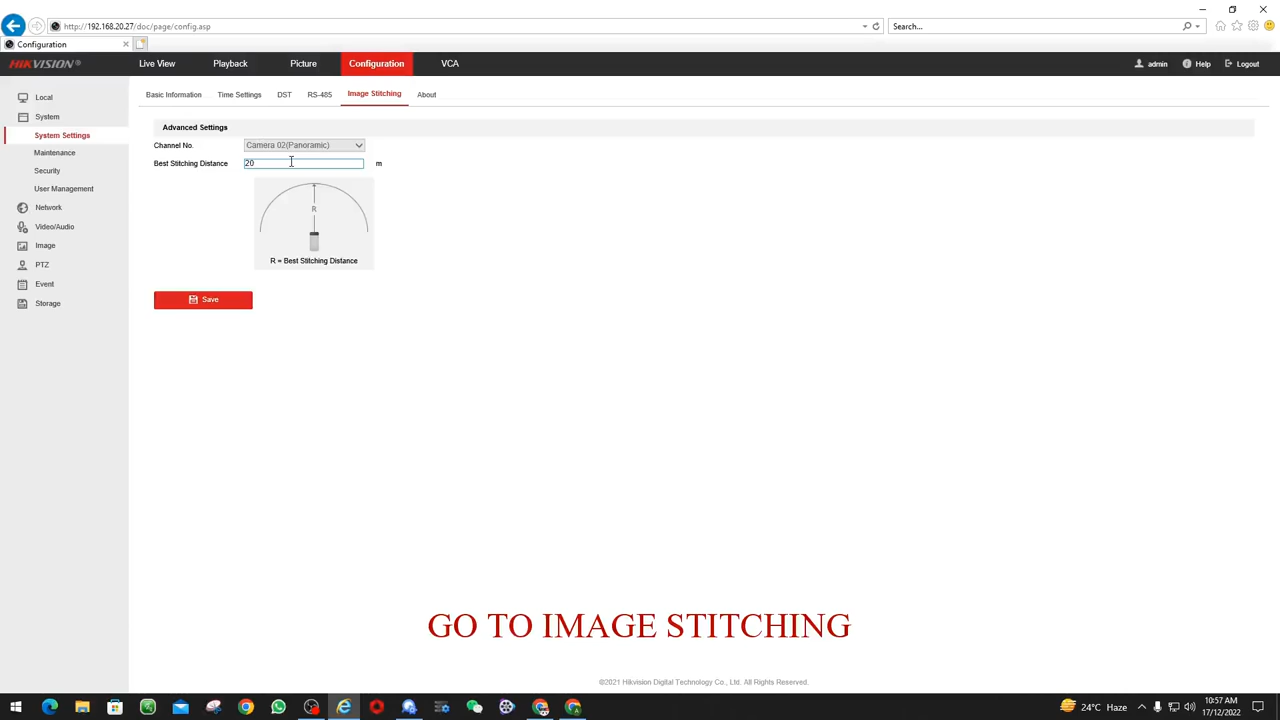 http://192.168.20.27/doc/page/config.asp
Search...
Configuration
HIKVISION®
Live View
Playback
Picture
Configuration
VCA
admin
Help
Logout
Local
System
System Settings
Maintenance
Security
User Management
Network
Video/Audio
Image
PTZ
Event
Storage
Basic Information
Time Settings
DST
RS-485
Image Stitching
About
Advanced Settings
Channel No.
Camera 02(Panoramic)
Best Stitching Distance
20
m
R
R = Best Stitching Distance
Save
GO TO IMAGE STITCHING
©2021 Hikvision Digital Technology Co., Ltd. All Rights Reserved.
24°C Haze
10:57 AM
17/12/2022